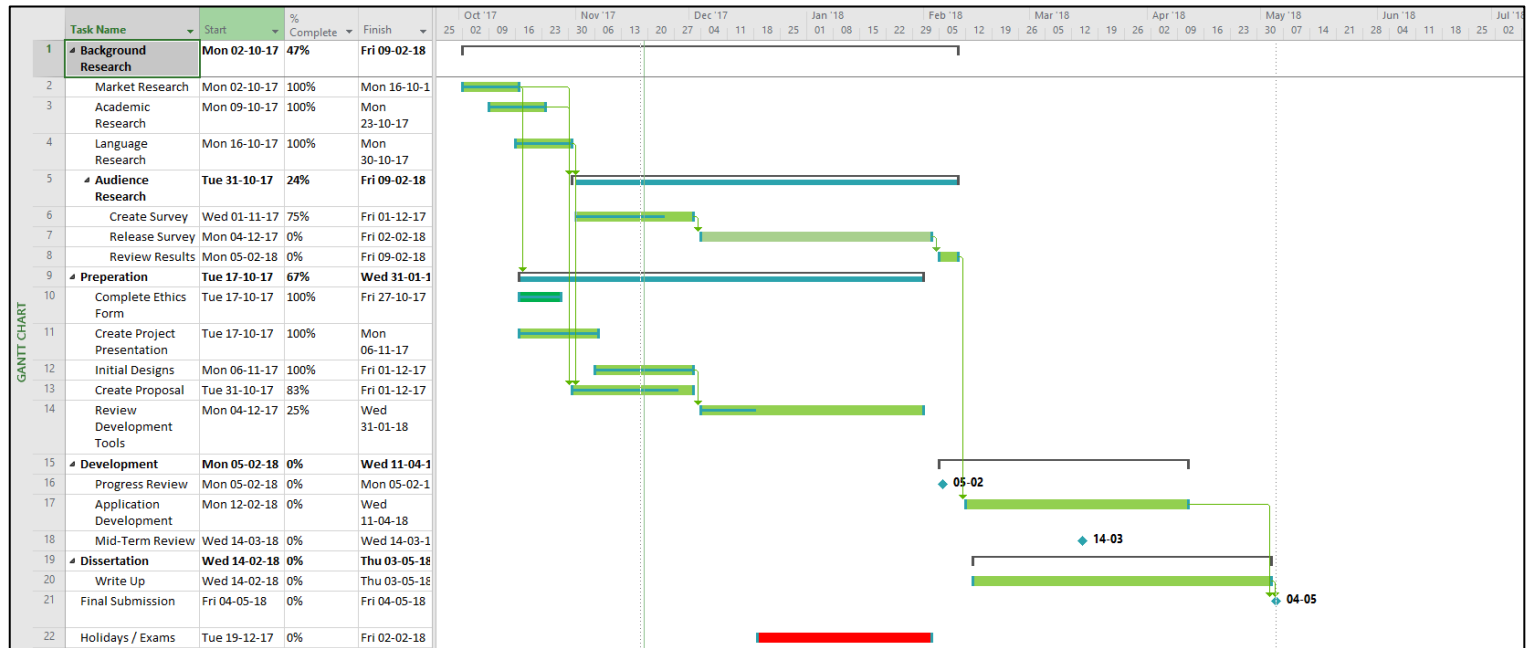 Oct '17 Nov '17 Dec '17 Jan '18 Feb '18 Mar '18 Apr '18 May '18 Jun '18 Jul '18
Task Name Start % Complete Finish 25 02 09 16 23 30 06 13 20 27 04 11 18 25 01 08 15 22 29 05 12 19 26 05 12 19 26 02 09 16 23 30 07 14 21 28 04 11 18 25 02
1 Background Mon 02-10-17 47% Fri 09-02-18
Research
2 Market Research Mon 02-10-17 100% Mon 16-10-1
3 Academic Mon 09-10-17 100% Mon
Research 23-10-17
4 Language Mon 16-10-17 100% Mon
Research 30-10-17
5 Audience Tue 31-10-17 24% Fri 09-02-18
Research
6 Create Survey Wed 01-11-17 75% Fri 01-12-17
7 Release Survey Mon 04-12-17 0% Fri 02-02-18
8 Review Results Mon 05-02-18 0% Fri 09-02-18
9 Preperation Tue 17-10-17 67% Wed 31-01-1
10 Complete Ethics Tue 17-10-17 100% Fri 27-10-17
Form
11 Create Project Tue 17-10-17 100% Mon
Presentation 06-11-17
12 Initial Designs Mon 06-11-17 100% Fri 01-12-17
13 Create Proposal Tue 31-10-17 83% Fri 01-12-17
14 Review Mon 04-12-17 25% Wed
Development 31-01-18
Tools
15 Development Mon 05-02-18 0% Wed 11-04-1
16 Progress Review Mon 05-02-18 0% Mon 05-02-1 05-02
17 Application Mon 12-02-18 0% Wed
Development 11-04-18
18 Mid-Term Review Wed 14-03-18 0% Wed 14-03-1 14-03
19 Dissertation Wed 14-02-18 0% Thu 03-05-18
20 Write Up Wed 14-02-18 0% Thu 03-05-18
21 Final Submission Fri 04-05-18 0% Fri 04-05-18 04-05
22 Holidays / Exams Tue 19-12-17 0% Fri 02-02-18
GANTT CHART